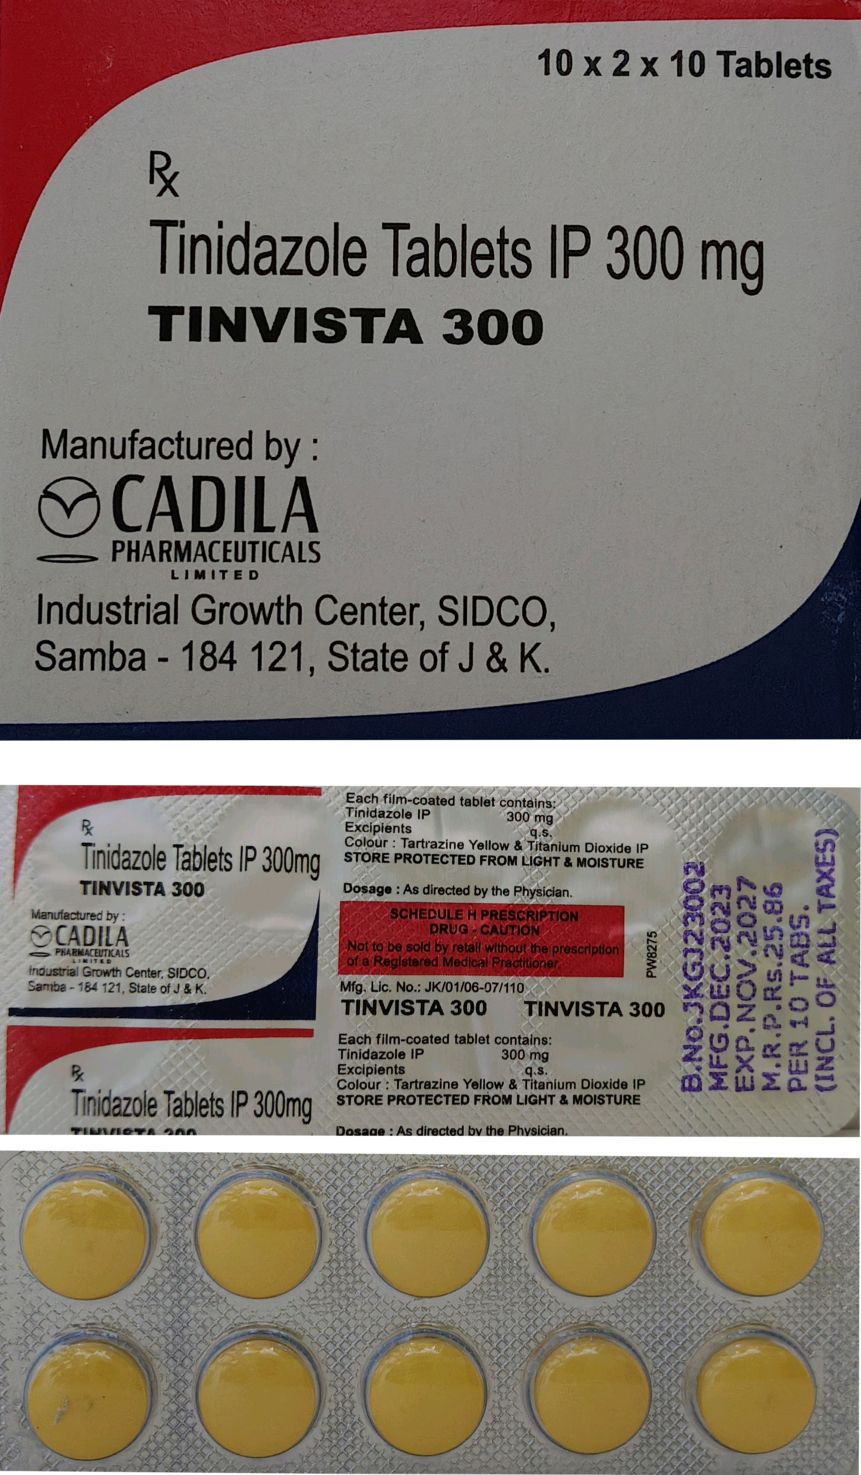 10 x 2 x 10 Tablets
Rx
Tinidazole Tablets IP 300 mg
TINVISTA 300
Manufactured by :
CADILA
PHARMACEUTICALS
LIMITED
Industrial Growth Center, SIDCO,
Samba - 184 121, State of J & K.
Rx
Tinidazole Tablets IP 300mg
TINVISTA 300
Manufactured by :
CADILA
PHARMACEUTICALS
LIMITED
Industrial Growth Center, SIDCO,
Samba - 184 121, State of J & K.
Rx
Tinidazole Tablets IP 300mg
TINVISTA 300
Each film-coated tablet contains:
Tinidazole IP 300 mg
Excipients q.s.
Colour : Tartrazine Yellow & Titanium Dioxide IP
STORE PROTECTED FROM LIGHT & MOISTURE
Dosage : As directed by the Physician.
SCHEDULE H PRESCRIPTION
DRUG - CAUTION
Not to be sold by retail without the prescription
of a Registered Medical Practitioner.
Mfg. Lic. No.: JK/01/06-07/110
TINVISTA 300 TINVISTA 300
Each film-coated tablet contains:
Tinidazole IP 300 mg
Excipients q.s.
Colour : Tartrazine Yellow & Titanium Dioxide IP
STORE PROTECTED FROM LIGHT & MOISTURE
Dosage : As directed by the Physician.
PW8275
B.No.JKGJ23002
MFG.DEC.2023
EXP.NOV.2027
M.R.P.Rs.25.86
PER 10 TABS.
(INCL. OF ALL TAXES)